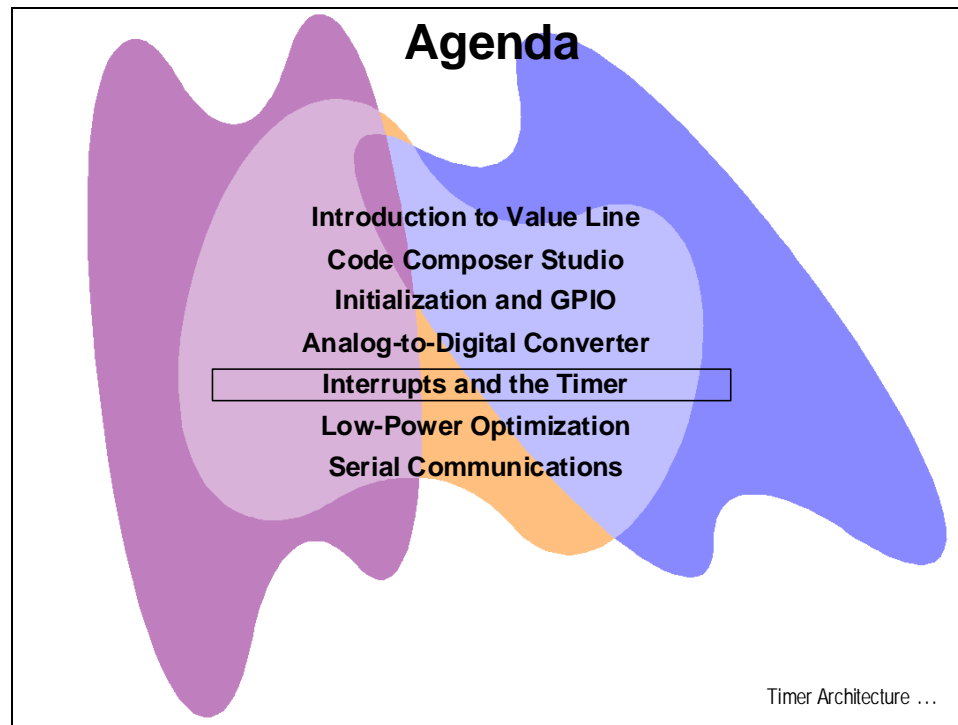 Agenda
Introduction to Value Line
Code Composer Studio
Initialization and GPIO
Analog-to-Digital Converter
Interrupts and the Timer
Low-Power Optimization
Serial Communications
Timer Architecture …